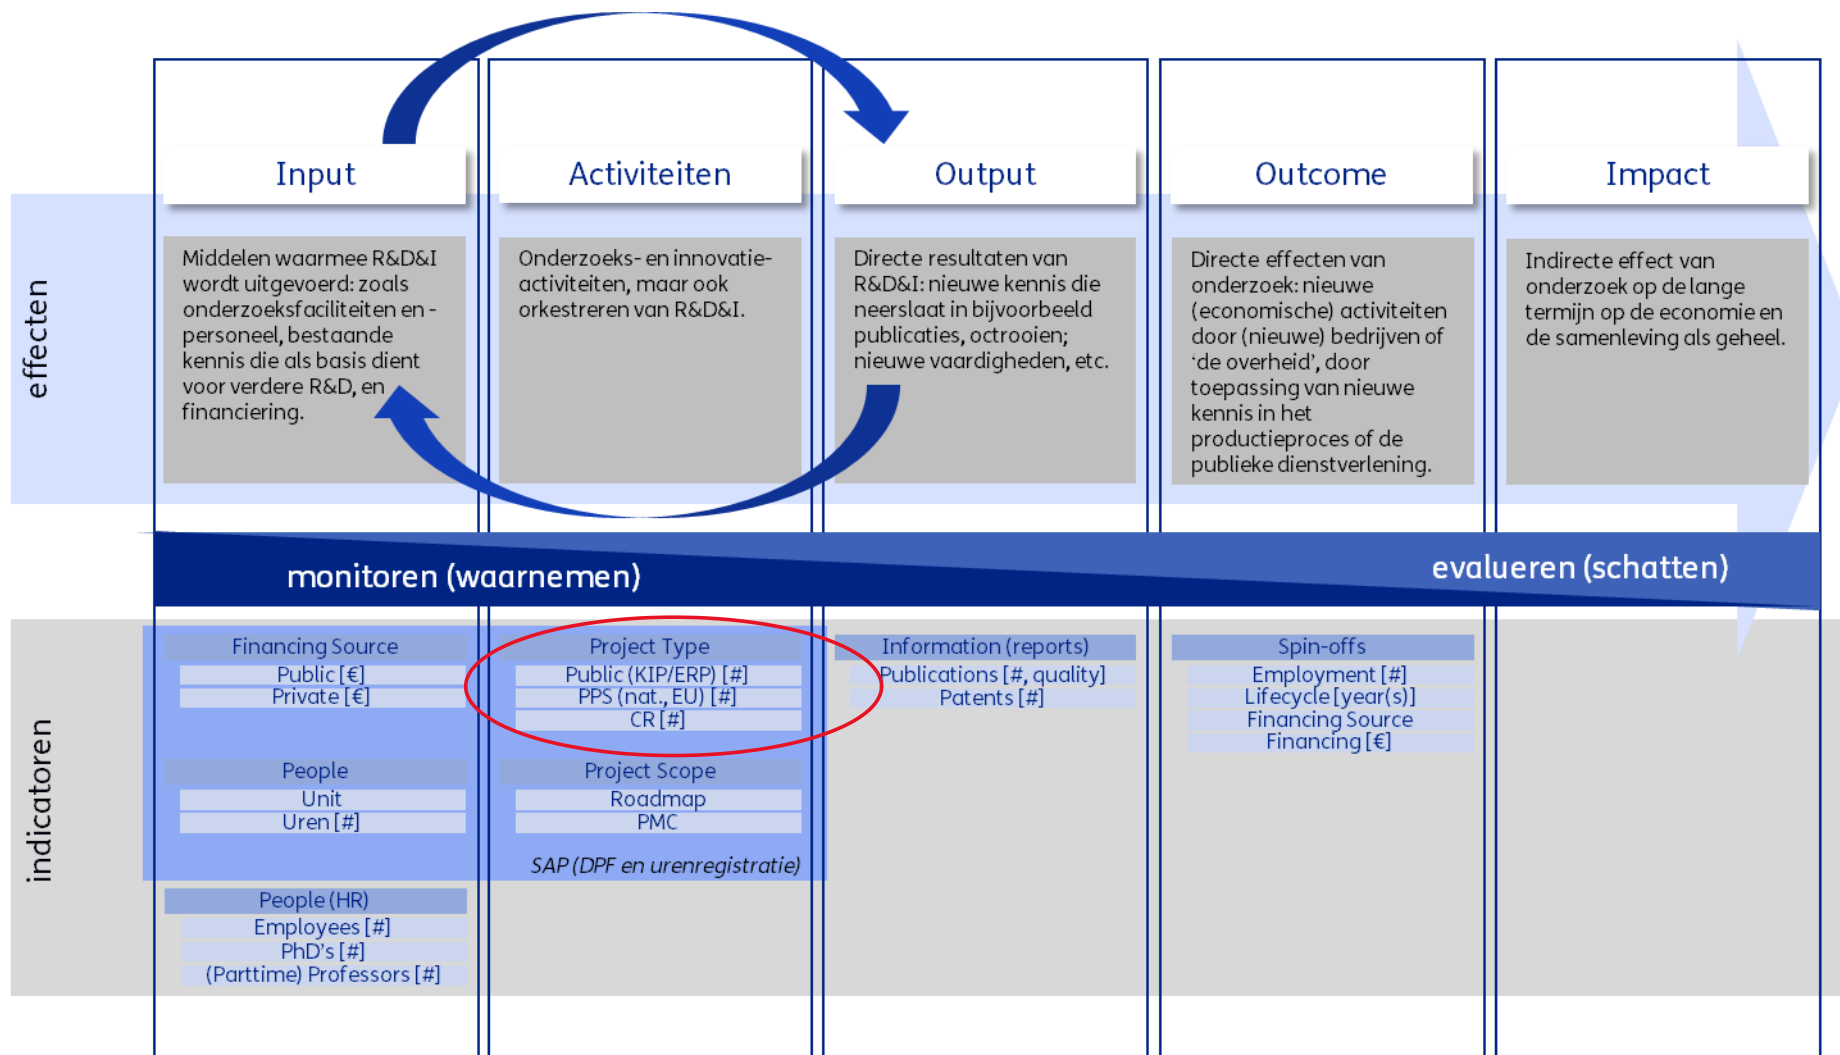 Input
Activiteiten
Output
Outcome
Impact
effecten
Middelen waarmee R&D&I
wordt uitgevoerd: zoals
onderzoeksfaciliteiten en -
personeel, bestaande
kennis die als basis dient
voor verdere R&D, en
financiering.
Onderzoeks- en innovatie-
activiteiten, maar ook
orkestreren van R&D&I.
Directe resultaten van
R&D&I: nieuwe kennis die
neerslaat in bijvoorbeeld
publicaties, octrooien;
nieuwe vaardigheden, etc.
Directe effecten van
onderzoek: nieuwe
(economische) activiteiten
door (nieuwe) bedrijven of
‘de overheid’, door
toepassing van nieuwe
kennis in het
productieproces of de
publieke dienstverlening.
Indirecte effect van
onderzoek op de lange
termijn op de economie en
de samenleving als geheel.
monitoren (waarnemen)
evalueren (schatten)
indicatoren
Financing Source
Public [€]
Private [€]
People
Unit
Uren [#]
People (HR)
Employees [#]
PhD's [#]
(Parttime) Professors [#]
Project Type
Public (KIP/ERP) [#]
PPS (nat., EU) [#]
CR [#]
Project Scope
Roadmap
PMC
SAP (DPF en urenregistratie)
Information (reports)
Publications [#, quality]
Patents [#]
Spin-offs
Employment [#]
Lifecycle [year(s)]
Financing Source
Financing [€]